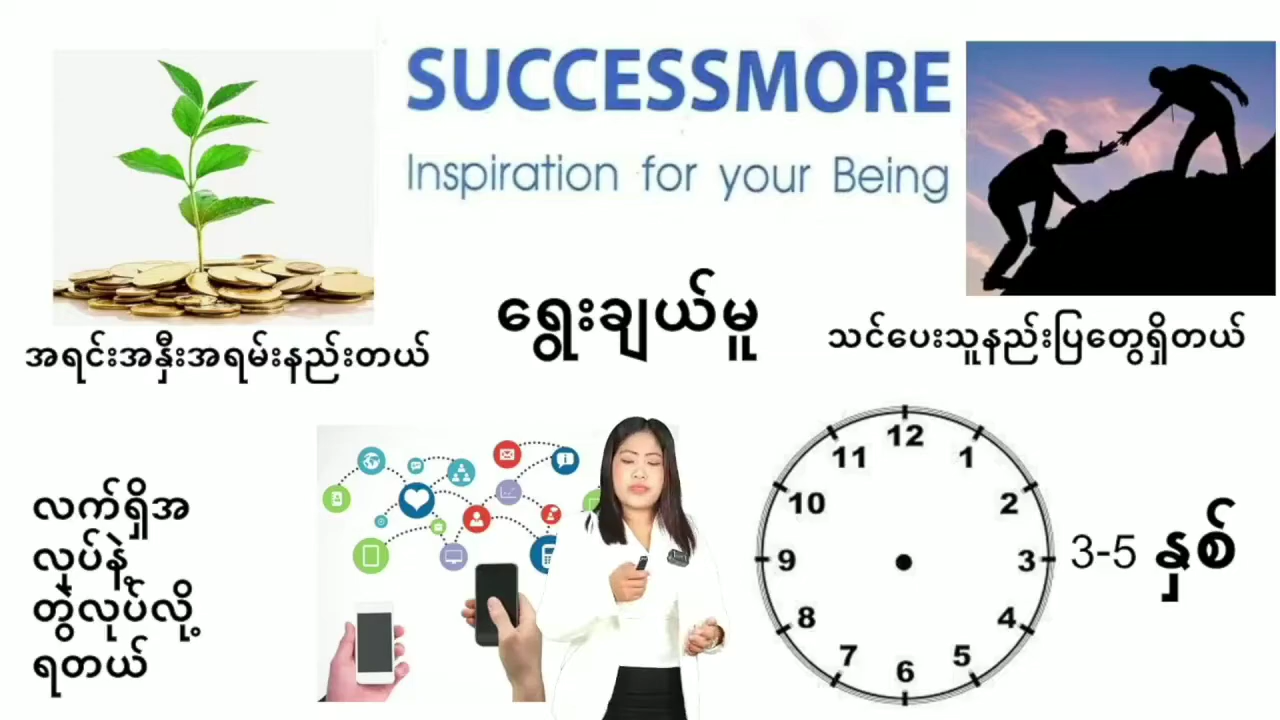 SUCCESSMORE
Inspiration for your Being
အရင်းအနှီးအရမ်းနည်းတယ်
ရွေးချယ်မှု
သင်ပေးသူနည်းပြတွေရှိတယ်
လက်ရှိအ
လုပ်နဲ့
တွဲလုပ်လို့
ရတယ်
12
1
2
3
4
5
6
7
8
9
10
11
3-5 နှစ်